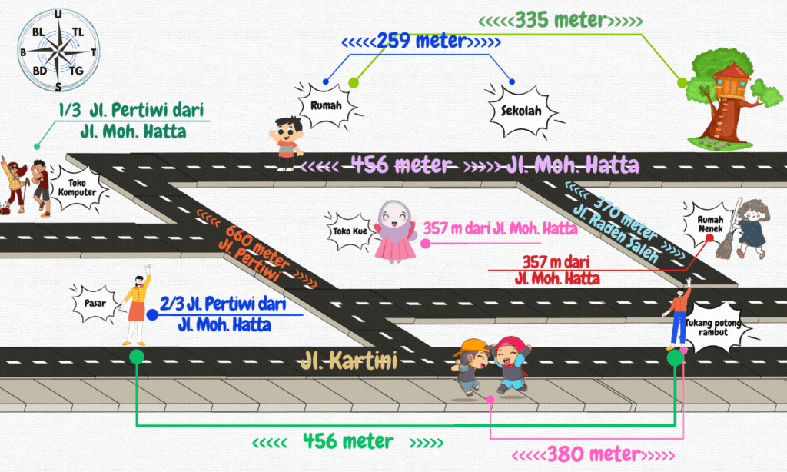 U
BL TL
B T
BD TG
S
<<<<<335 meter>>>>>
<<<<<259 meter>>>>>
Rumah
Sekolah
1/3 Jl. Pertiwi dari
Jl. Moh. Hatta
<<<<< 456 meter >>>>> Jl. Moh. Hatta
Toko
Komputer
<<<<< 660 meter >>>>>
Jl. Pertiwi
Toko Kue
357 m dari Jl. Moh. Hatta
<<<<< 370 meter >>>>>
Jl. Raden Saleh
Rumah
Nenek
357 m dari
Jl. Moh. Hatta
Pasar
2/3 Jl. Pertiwi dari
Jl. Moh. Hatta
Tukang potong
rambut
Jl. Kartini
<<<<< 456 meter >>>>>
<<<<<380 meter>>>>>